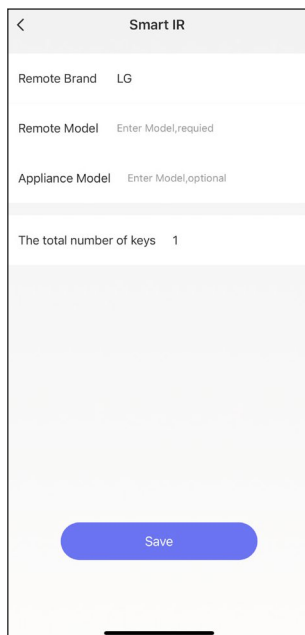 Smart IR
Remote Brand LG
Remote Model Enter Model,requied
Appliance Model Enter Model,optional
The total number of keys 1
Save